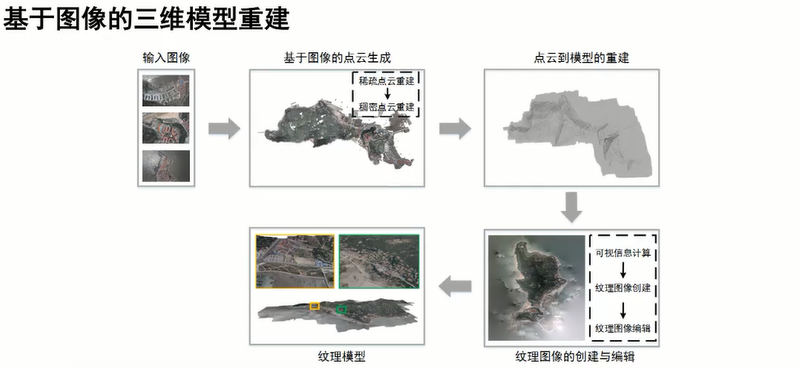 基于图像的三维模型重建
输入图像
基于图像的点云生成
点云到模型的重建
稀疏点云重建
稠密点云重建
可视信息计算
纹理图像创建
纹理图像编辑
纹理模型
纹理图像的创建与编辑